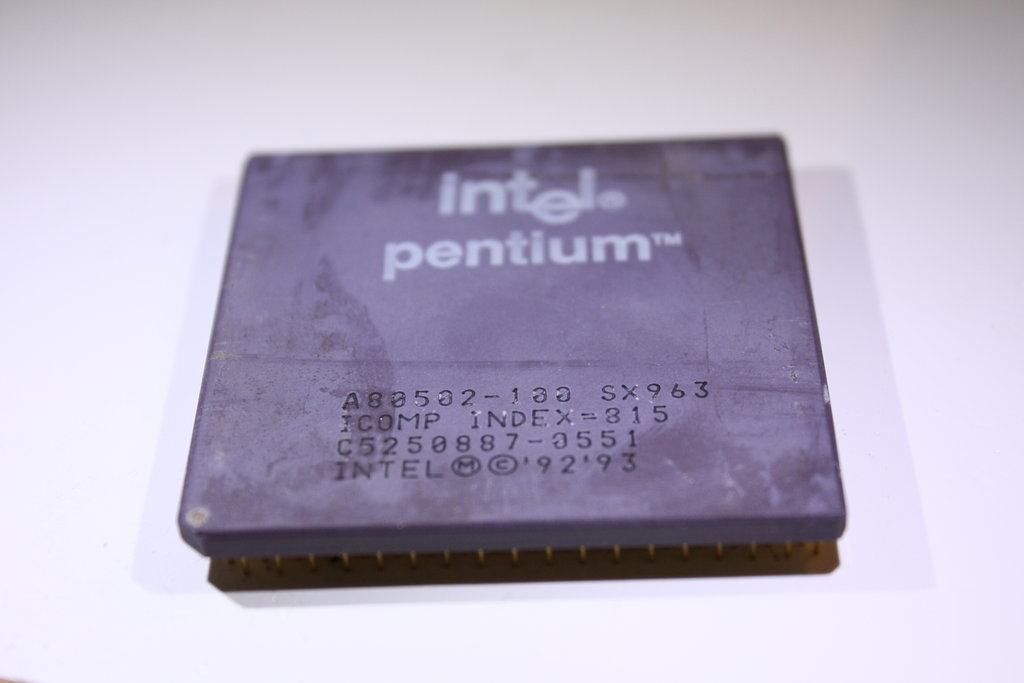 intel®
pentium™
A80502-100 SX963
ICOMP INDEX=815
C5250887-0551
INTEL Ⓜ © '92'93